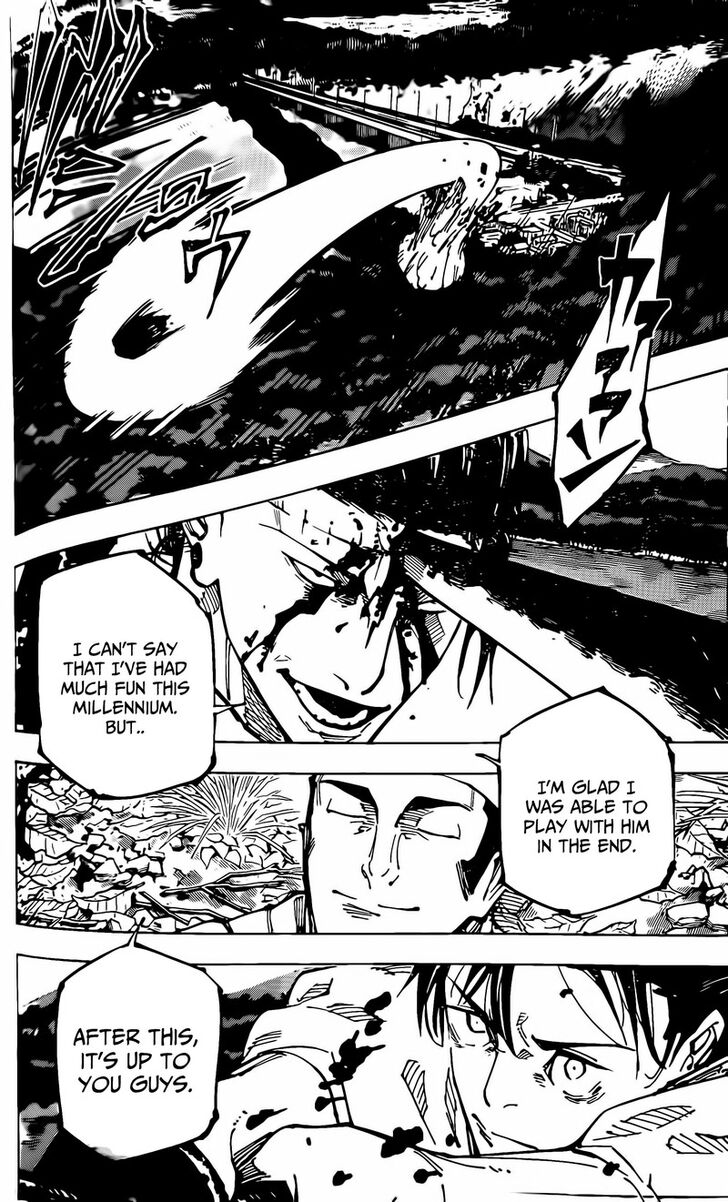 I CAN'T SAY
THAT I'VE HAD
MUCH FUN THIS
MILLENNIUM.
BUT..
I'M GLAD I
WAS ABLE TO
PLAY WITH HIM
IN THE END.
AFTER THIS,
IT'S UP TO
YOU GUYS.